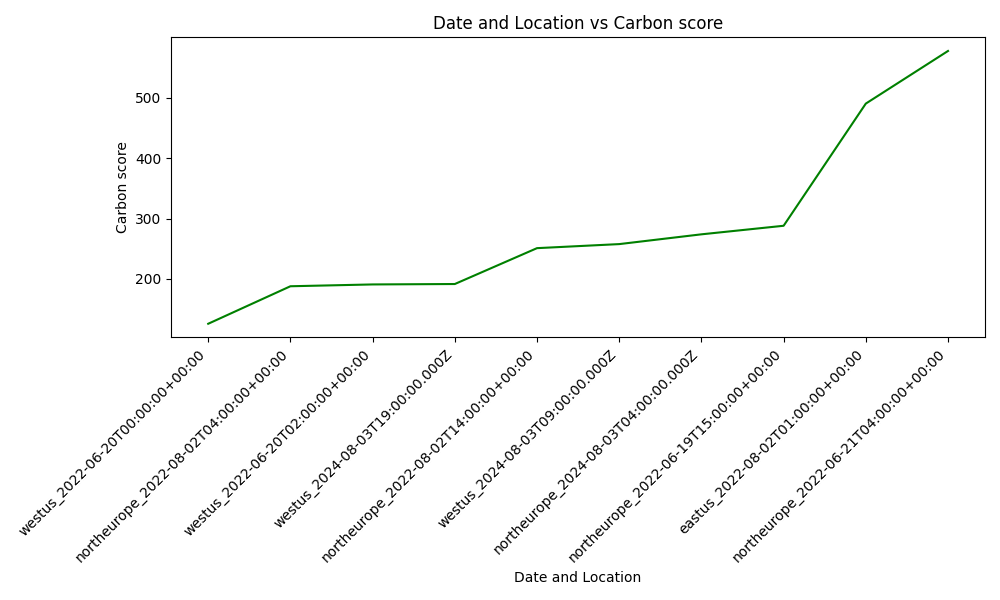 Date and Location vs Carbon score
Carbon score
500
400
300
200
westus_2022-06-20T00:00:00+00:00
northeurope_2022-08-02T04:00:00+00:00
westus_2022-06-20T02:00:00+00:00
westus_2024-08-03T19:00:00.000Z
northeurope_2022-08-02T14:00:00+00:00
westus_2024-08-03T09:00:00.000Z
northeurope_2024-08-03T04:00:00.000Z
northeurope_2022-06-19T15:00:00+00:00
eastus_2022-08-02T01:00:00+00:00
northeurope_2022-06-21T04:00:00+00:00
Date and Location